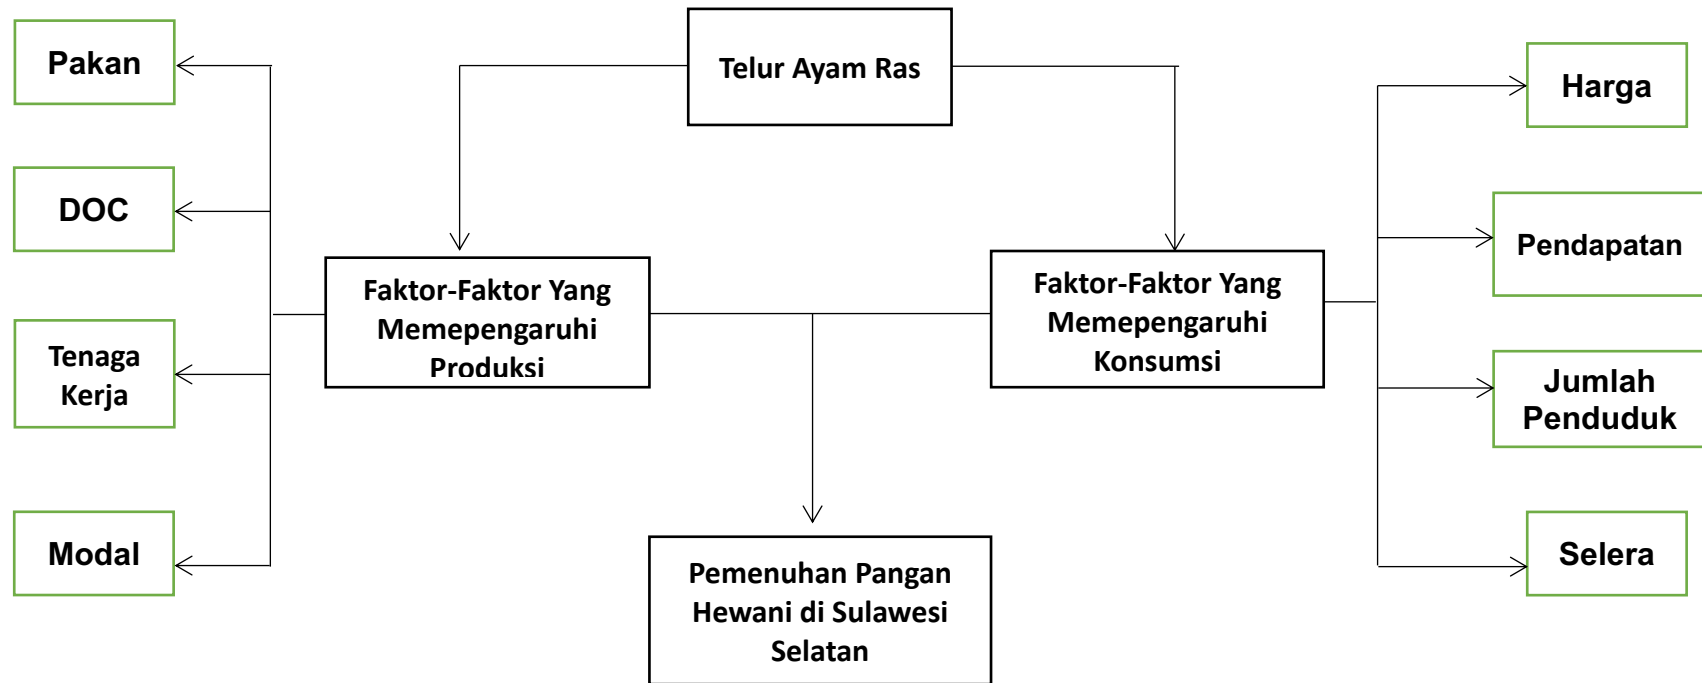 Telur Ayam Ras
Pakan
DOC
Tenaga
Kerja
Modal
Faktor-Faktor Yang
Memepengaruhi
Produksi
Faktor-Faktor Yang
Memepengaruhi
Konsumsi
Harga
Pendapatan
Jumlah
Penduduk
Selera
Pemenuhan Pangan
Hewani di Sulawesi
Selatan